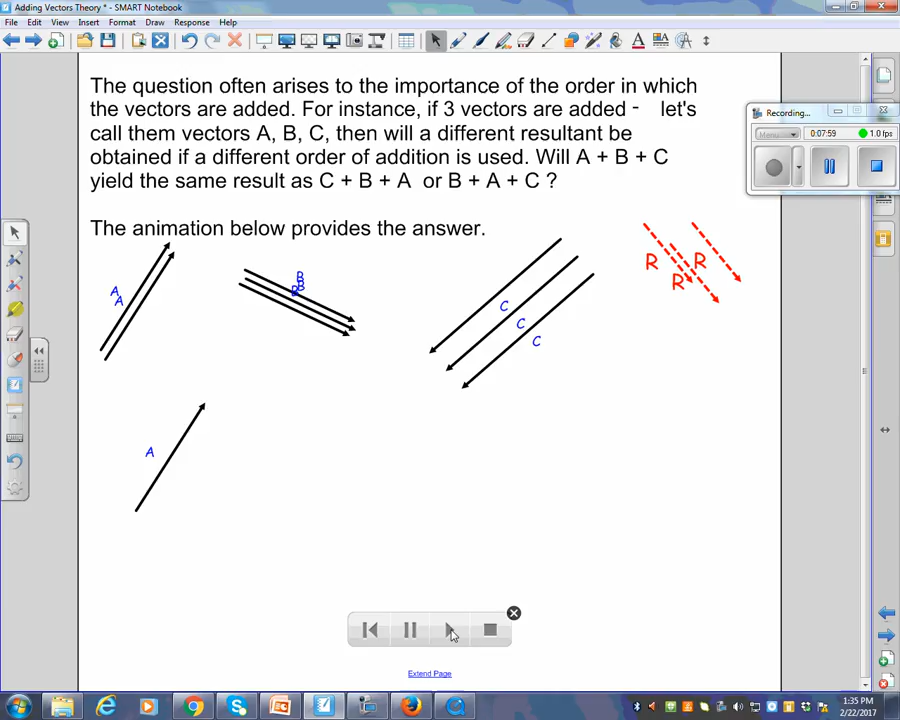 Adding Vectors Theory * - SMART Notebook
File Edit View Insert Format Draw Response Help
The question often arises to the importance of the order in which
the vectors are added. For instance, if 3 vectors are added - let's
call them vectors A, B, C, then will a different resultant be
obtained if a different order of addition is used. Will A + B + C
yield the same result as C + B + A or B + A + C ?
Recording...
Menu
0:07:59
1.0 fps
The animation below provides the answer.
A
A
B
B
B
C
C
C
R
R
R
A
Extend Page
1:35 PM
2/22/2017